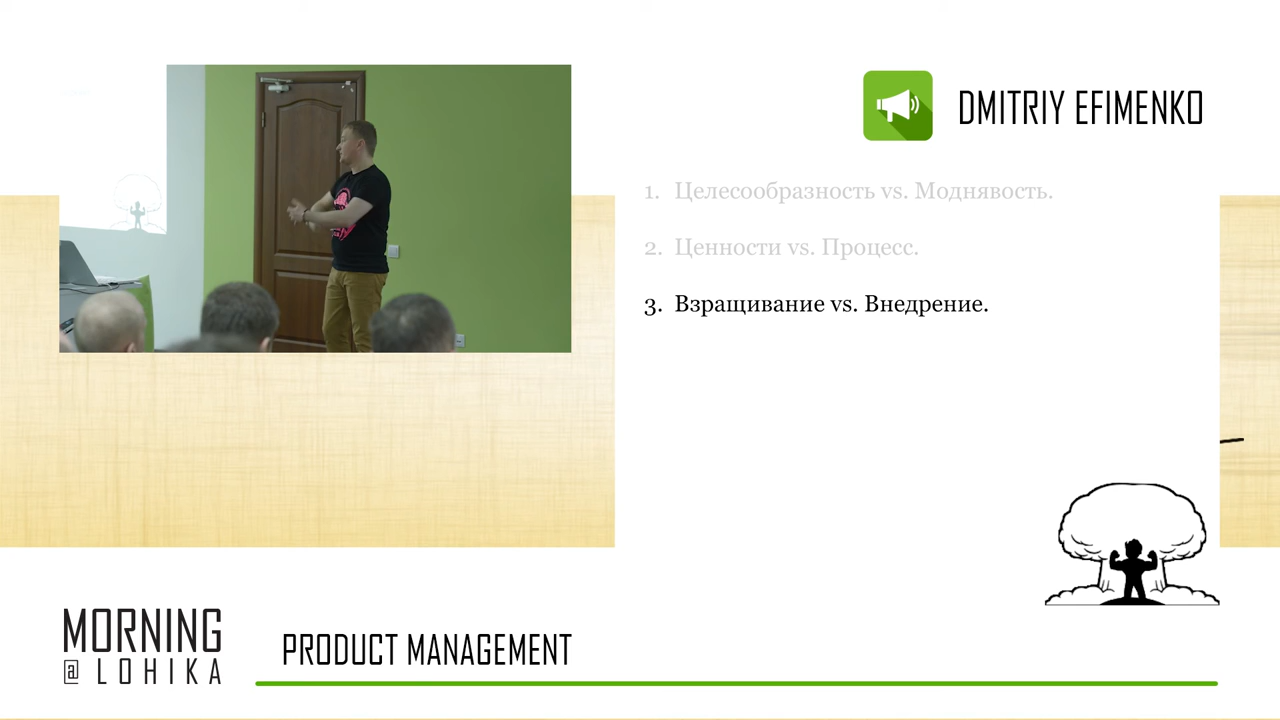 DMITRIY EFIMENKO
1. Целесообразность vs. Моднявость.
2. Ценности vs. Процесс.
3. Взращивание vs. Внедрение.
MORNING
@ LOHIKA
PRODUCT MANAGEMENT